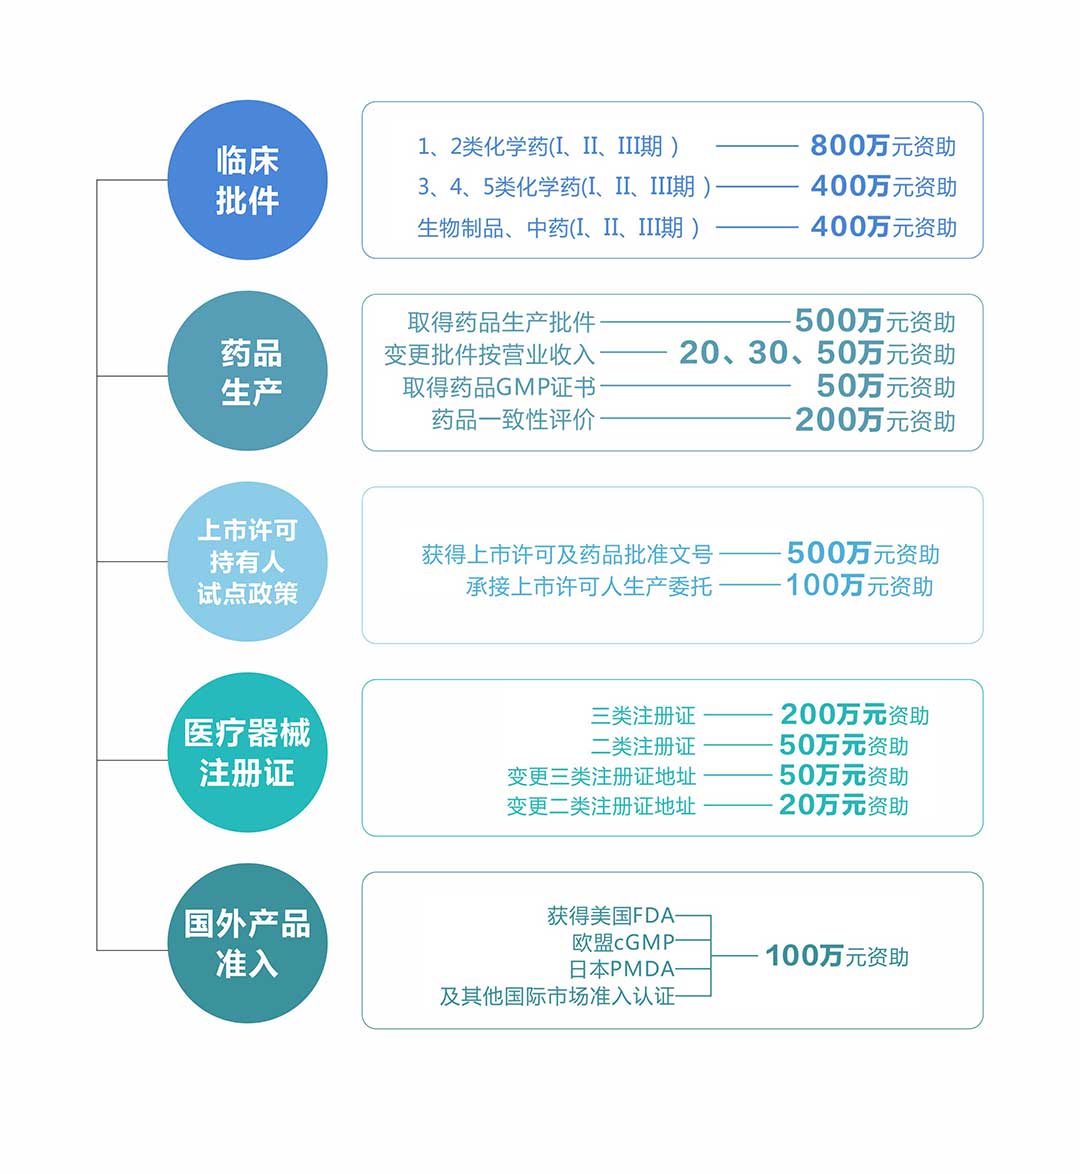 临床
批件
1、2类化学药(I、II、III期 ) 800万元资助
3、4、5类化学药(I、II、III期 ) 400万元资助
生物制品、中药(I、II、III期 ) 400万元资助
药品
生产
取得药品生产批件 500万元资助
变更批件按营业收入 20、30、50万元资助
取得药品GMP证书 50万元资助
药品一致性评价 200万元资助
上市许可
持有人
试点政策
获得上市许可及药品批准文号 500万元资助
承接上市许可人生产委托 100万元资助
医疗器械
注册证
三类注册证 200万元资助
二类注册证 50万元资助
变更三类注册证地址 50万元资助
变更二类注册证地址 20万元资助
国外产品
准入
获得美国FDA
欧盟cGMP
日本PMDA
及其他国际市场准入认证
100万元资助